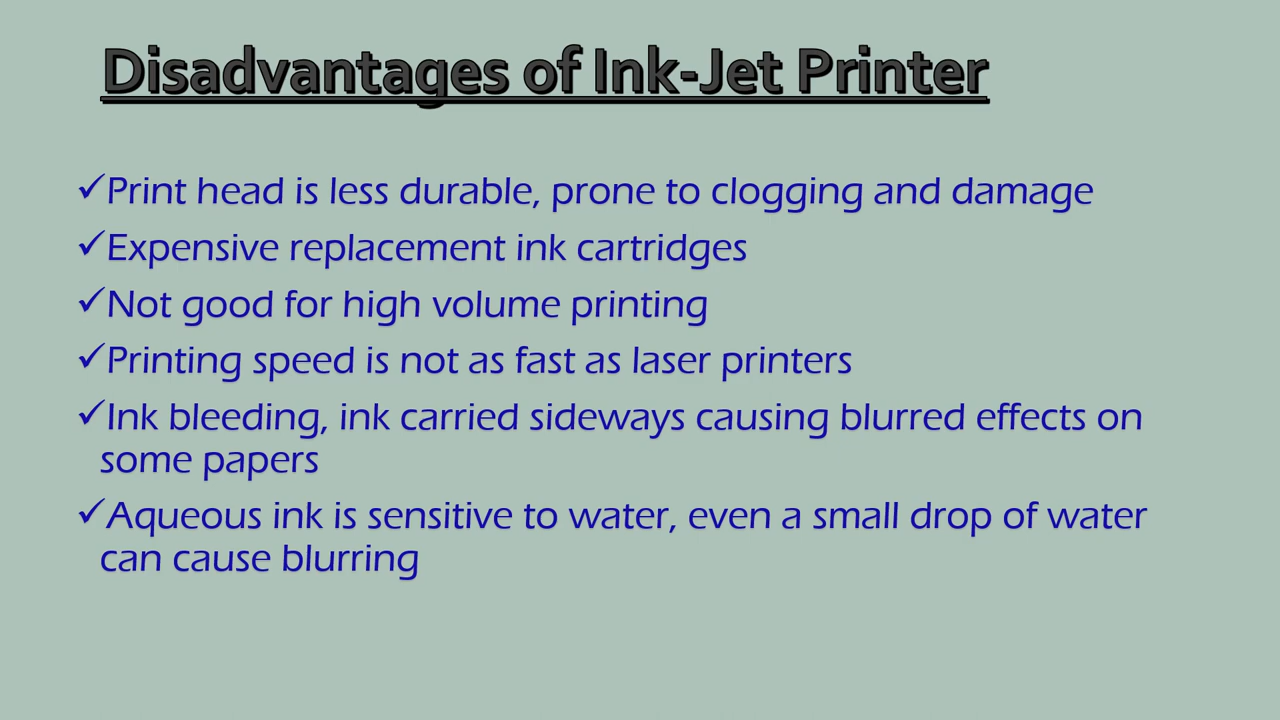 Disadvantages of Ink-Jet Printer
✓Print head is less durable, prone to clogging and damage
✓Expensive replacement ink cartridges
✓Not good for high volume printing
✓Printing speed is not as fast as laser printers
✓Ink bleeding, ink carried sideways causing blurred effects on
some papers
✓Aqueous ink is sensitive to water, even a small drop of water
can cause blurring